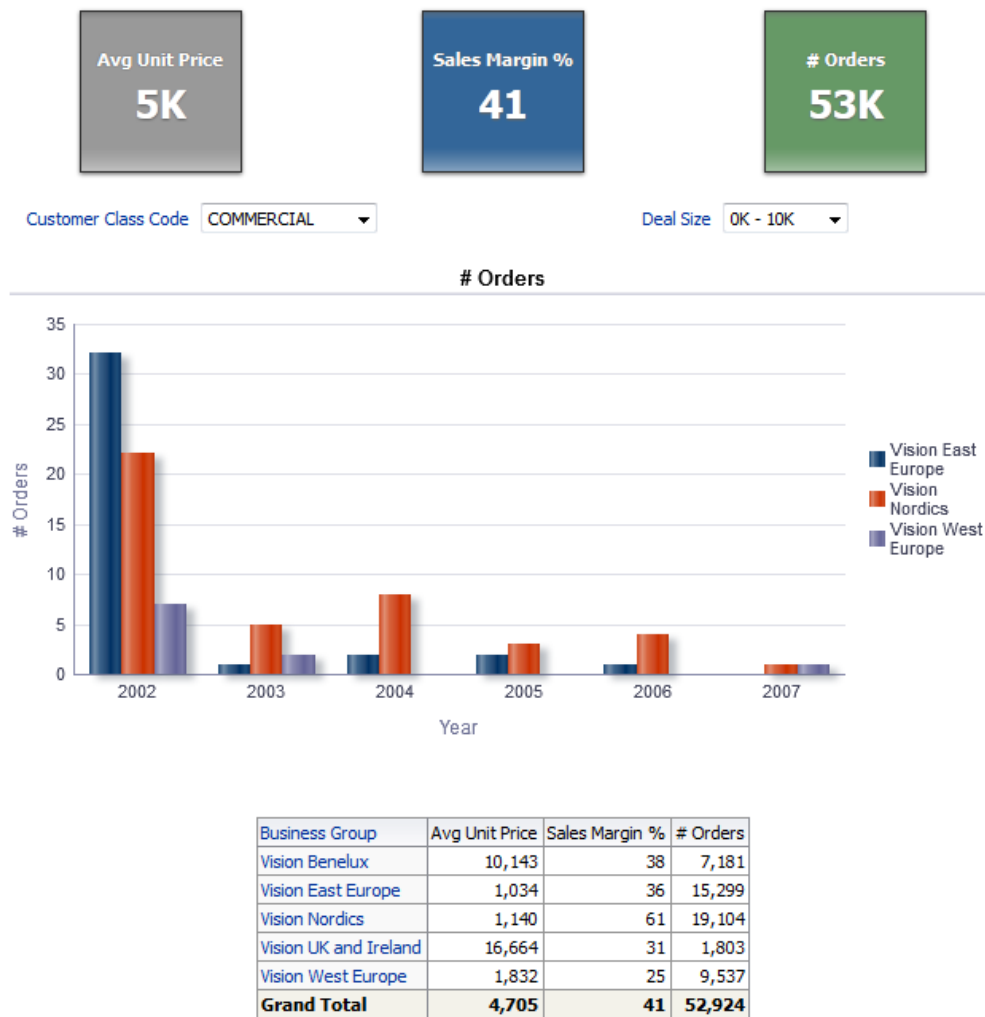 Avg Unit Price
5K
Sales Margin %
41
# Orders
53K
Customer Class Code COMMERCIAL
Deal Size 0K - 10K
# Orders
35
30
25
20
15
10
5
0
# Orders
2002 2003 2004 2005 2006 2007
Year
Vision East
Europe
Vision
Nordics
Vision West
Europe
Business Group Avg Unit Price Sales Margin % # Orders
Vision Benelux 10,143 38 7,181
Vision East Europe 1,034 36 15,299
Vision Nordics 1,140 61 19,104
Vision UK and Ireland 16,664 31 1,803
Vision West Europe 1,832 25 9,537
Grand Total 4,705 41 52,924